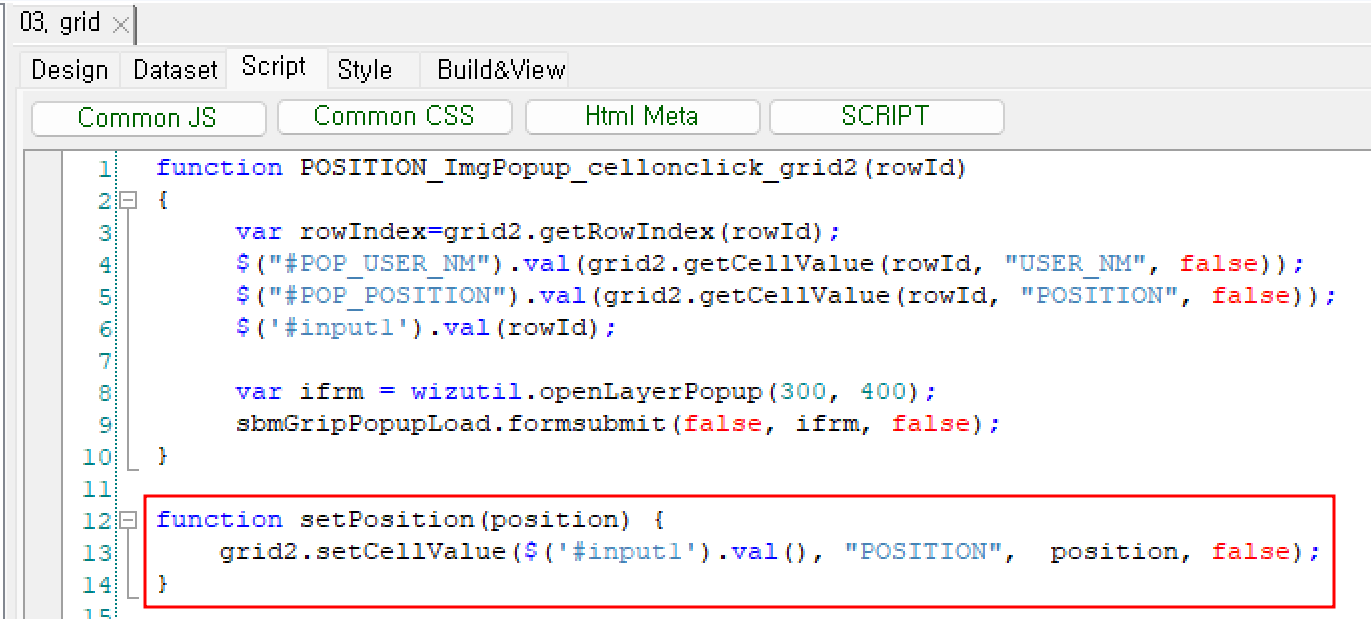 03, grid
Design Dataset Script Style Build&View
Common JS Common CSS Html Meta SCRIPT
1 function POSITION_ImgPopup_cellonclick_grid2(rowId)
2 {
3 var rowIndex=grid2.getRowIndex(rowId);
4 $("#POP_USER_NM").val(grid2.getCellValue(rowId, "USER_NM", false));
5 $("#POP_POSITION").val(grid2.getCellValue(rowId, "POSITION", false));
6 $('#input1').val(rowId);
7
8 var ifrm = wizutil.openLayerPopup(300, 400);
9 sbmGripPopupLoad.formsubmit(false, ifrm, false);
10 }
11
12 function setPosition(position) {
13 grid2.setCellValue($('#input1').val(), "POSITION",  position, false);
14 }
15